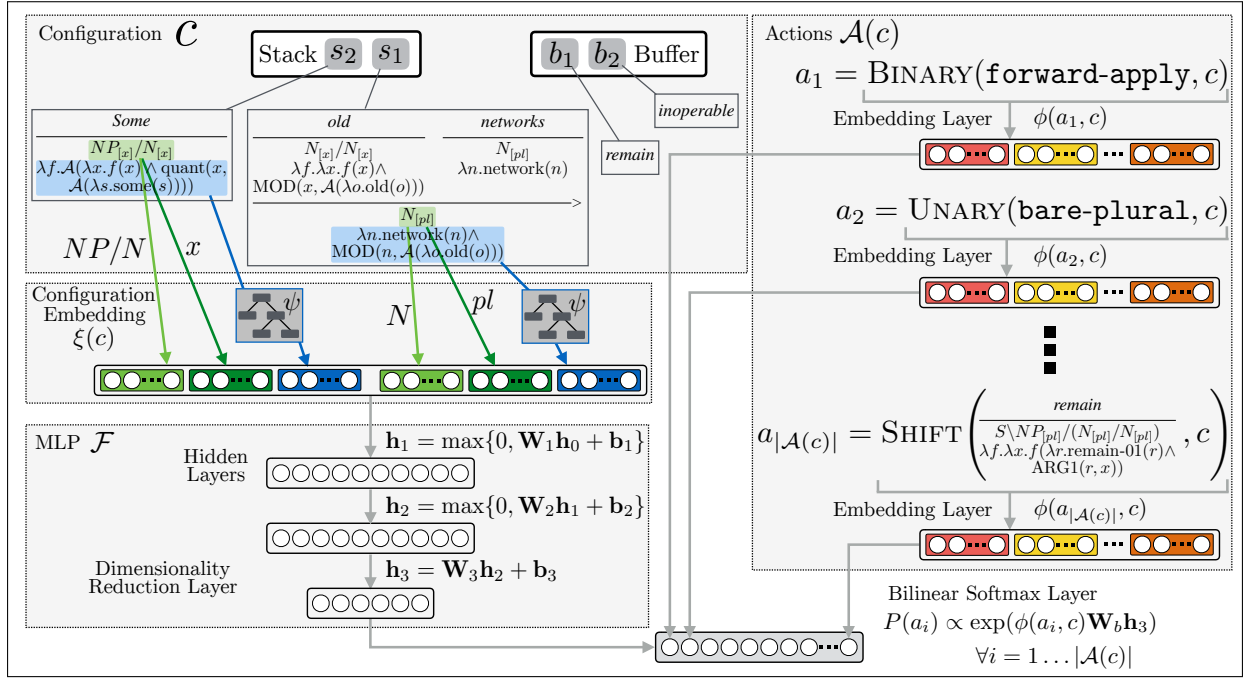 Configuration 𝒞
Stack s₂ s₁
b₁ b₂ Buffer
inoperable
remain
Some
NP[x]/N[x]
λf.𝒜(λx.f(x) ∧ quant(x,
𝒜(λs.some(s))))
old
N[x]/N[x]
λf.λx.f(x)∧
MOD(x, 𝒜(λo.old(o)))
networks
N[pl]
λn.network(n)
>
N[pl]
λn.network(n)∧
MOD(n, 𝒜(λo.old(o)))
NP/N
x
ψ
N
pl
ψ
Configuration
Embedding
ξ(c)
MLP ℱ
Hidden
Layers
h₁ = max{0, W₁h₀ + b₁}
h₂ = max{0, W₂h₁ + b₂}
Dimensionality
Reduction Layer
h₃ = W₃h₂ + b₃
Actions 𝒜(c)
a₁ = BINARY(forward-apply, c)
Embedding Layer
ϕ(a₁, c)
a₂ = UNARY(bare-plural, c)
Embedding Layer
ϕ(a₂, c)
a|𝒜(c)| = SHIFT( , c)
remain
S\NP[pl]/(N[pl]/N[pl])
λf.λx.f(λr.remain-01(r)∧
ARG1(r, x))
Embedding Layer
ϕ(a|𝒜(c)|, c)
Bilinear Softmax Layer
P(aᵢ) ∝ exp(ϕ(aᵢ, c)W_b h₃)
∀i = 1 … |𝒜(c)|